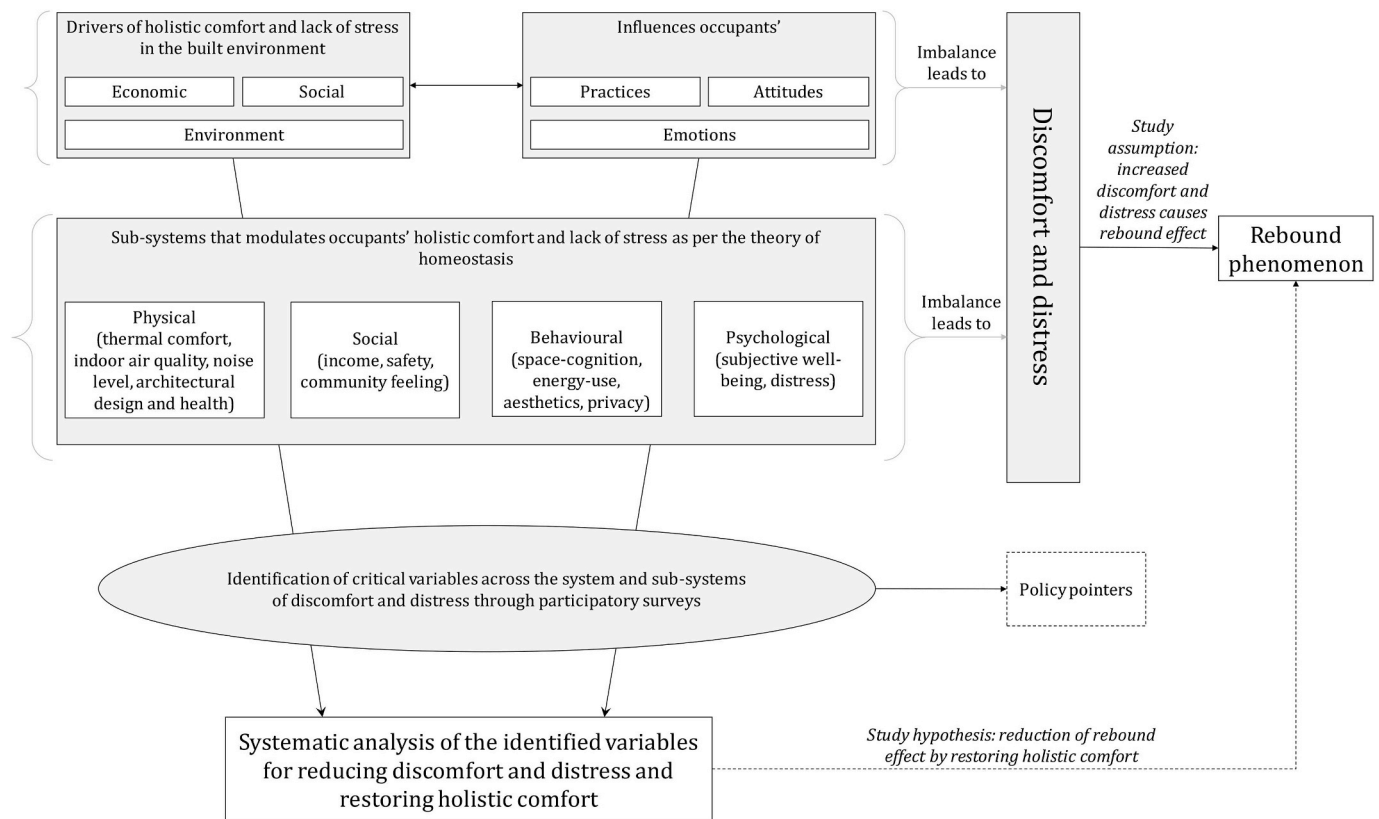 Drivers of holistic comfort and lack of stress
in the built environment
Economic
Social
Environment
Influences occupants’
Practices
Attitudes
Emotions
Imbalance
leads to
Discomfort and distress
Study
assumption:
increased
discomfort and
distress causes
rebound effect
Rebound
phenomenon
Sub-systems that modulates occupants’ holistic comfort and lack of stress as per the theory of
homeostasis
Physical
(thermal comfort,
indoor air quality, noise
level, architectural
design and health)
Social
(income, safety,
community feeling)
Behavioural
(space-cognition,
energy-use,
aesthetics, privacy)
Psychological
(subjective well-
being, distress)
Imbalance
leads to
Identification of critical variables across the system and sub-systems
of discomfort and distress through participatory surveys
Policy pointers
Systematic analysis of the identified variables
for reducing discomfort and distress and
restoring holistic comfort
Study hypothesis: reduction of rebound
effect by restoring holistic comfort